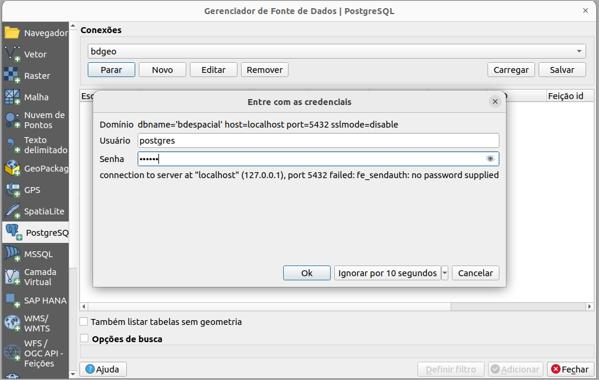 Gerenciador de Fonte de Dados | PostgreSQL
Navegador
Vetor
Raster
Malha
Nuvem de
Pontos
Texto
delimitado
GeoPackag
GPS
SpatiaLite
PostgreSQ
MSSQL
Camada
Virtual
SAP HANA
WMS/
WMTS
WFS /
OGC API -
Feições
Conexões
bdgeo
Parar Novo Editar Remover Carregar Salvar
Feição id
Entre com as credenciais
Domínio dbname='bdespacial' host=localhost port=5432 sslmode=disable
Usuário postgres
Senha ••••••
connection to server at "localhost" (127.0.0.1), port 5432 failed: fe_sendauth: no password supplied
Ok Ignorar por 10 segundos Cancelar
Também listar tabelas sem geometria
Opções de busca
Ajuda Definir filtro Adicionar Fechar